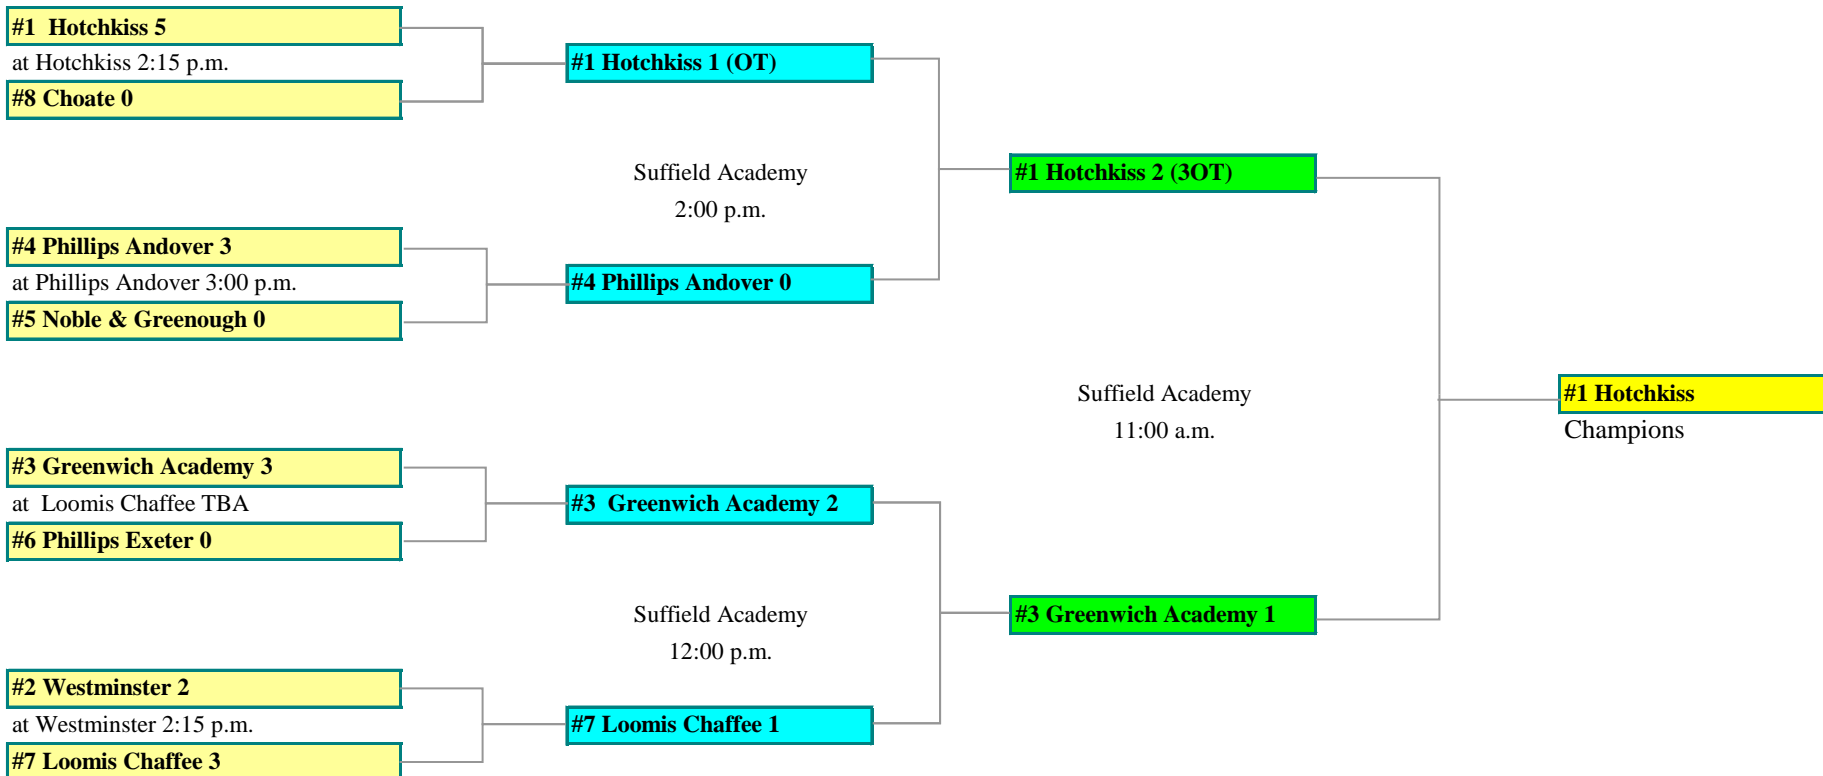 #1  Hotchkiss 5
at Hotchkiss 2:15 p.m.
#8 Choate 0
#1 Hotchkiss 1 (OT)
Suffield Academy
2:00 p.m.
#4 Phillips Andover 3
at Phillips Andover 3:00 p.m.
#5 Noble & Greenough 0
#4 Phillips Andover 0
#1 Hotchkiss 2 (3OT)
Suffield Academy
11:00 a.m.
#1 Hotchkiss
Champions
#3 Greenwich Academy 3
at  Loomis Chaffee TBA
#6 Phillips Exeter 0
#3  Greenwich Academy 2
Suffield Academy
12:00 p.m.
#3 Greenwich Academy 1
#2 Westminster 2
at Westminster 2:15 p.m.
#7 Loomis Chaffee 3
#7 Loomis Chaffee 1